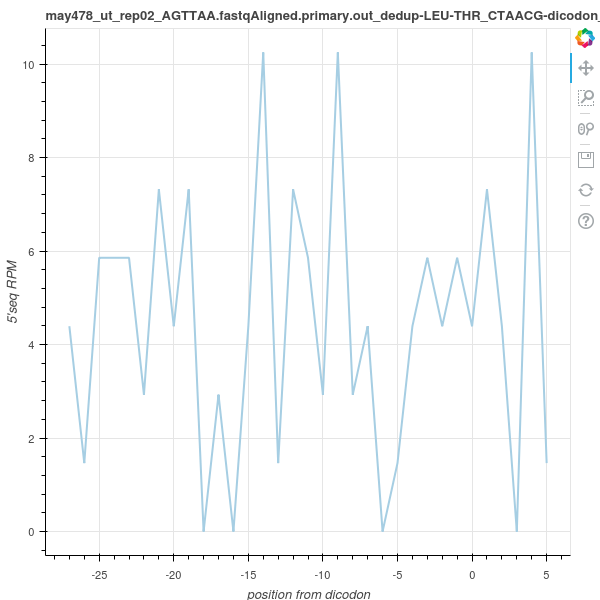 may478_ut_rep02_AGTTAA.fastqAligned.primary.out_dedup-LEU-THR_CTAACG-dicodon_
10
8
6
4
2
0
5'seq RPM
-25 -20 -15 -10 -5 0 5
position from dicodon